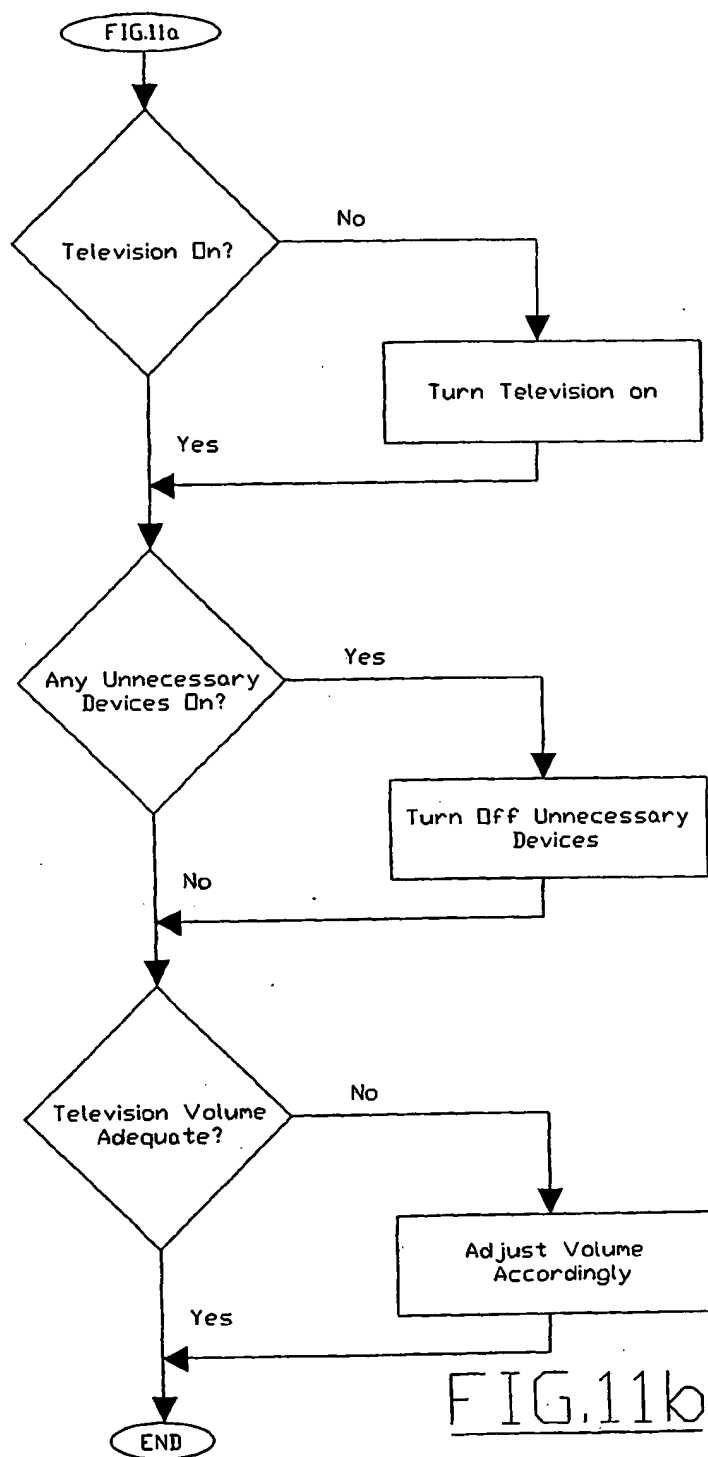 FIG.11a
No
Television On?
Turn Television on
Yes
Yes
Any Unnecessary
Devices On?
Turn Off Unnecessary
Devices
No
No
Television Volume
Adequate?
Adjust Volume
Accordingly
Yes
FIG.11b
END